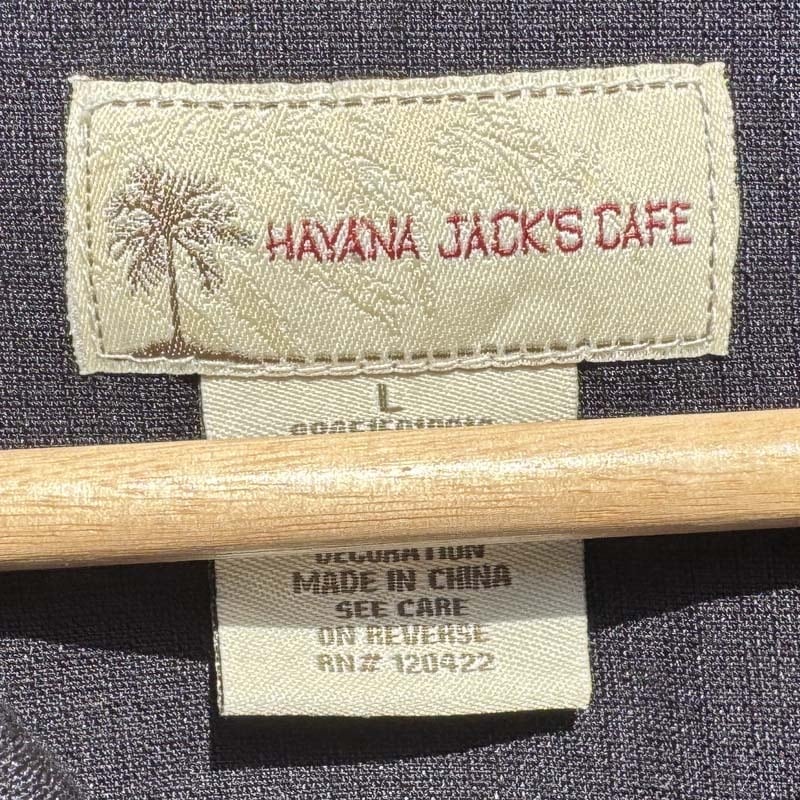 HAVANA JACK'S CAFE
L
DECORATION
MADE IN CHINA
SEE CARE
ON REVERSE
RN# 120422